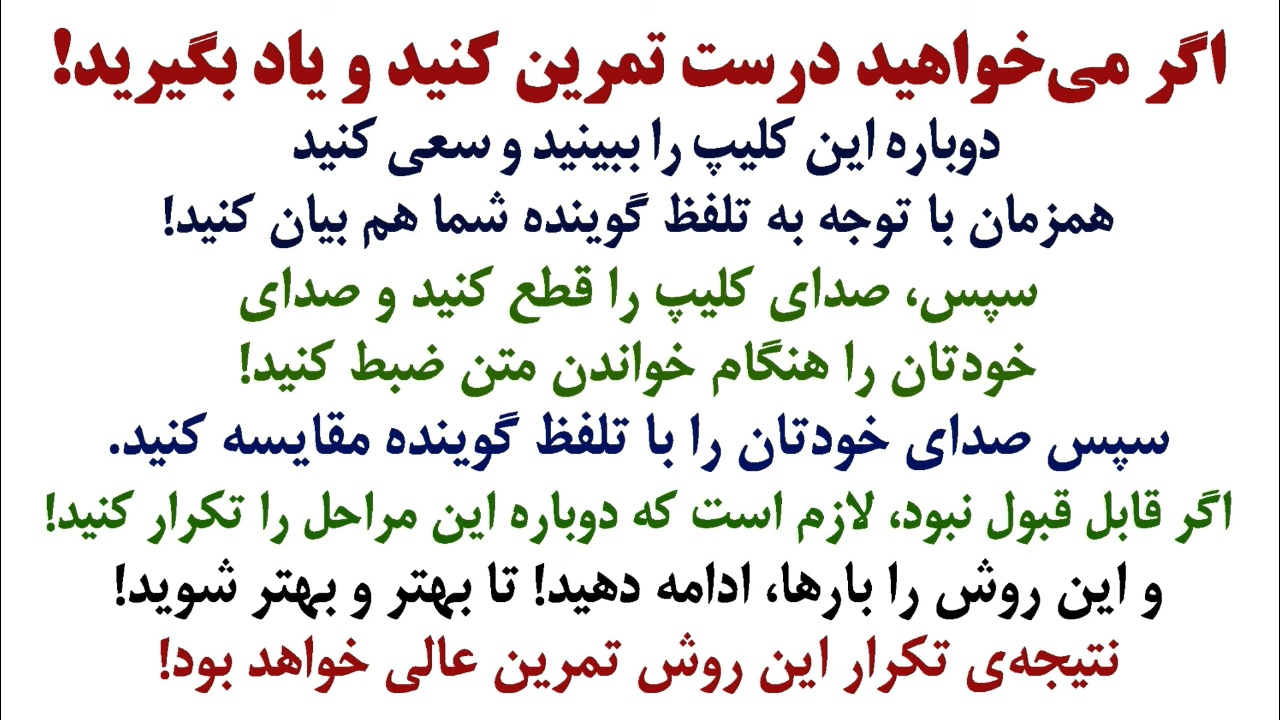 اگر می‌خواهید درست تمرین کنید و یاد بگیرید!
دوباره این کلیپ را ببینید و سعی کنید
همزمان با توجه به تلفظ گوینده شما هم بیان کنید!
سپس، صدای کلیپ را قطع کنید و صدای
خودتان را هنگام خواندن متن ضبط کنید!
سپس صدای خودتان را با تلفظ گوینده مقایسه کنید.
اگر قابل قبول نبود، لازم است که دوباره این مراحل را تکرار کنید!
و این روش را بارها، ادامه دهید! تا بهتر و بهتر شوید!
نتیجه‌ی تکرار این روش تمرین عالی خواهد بود!